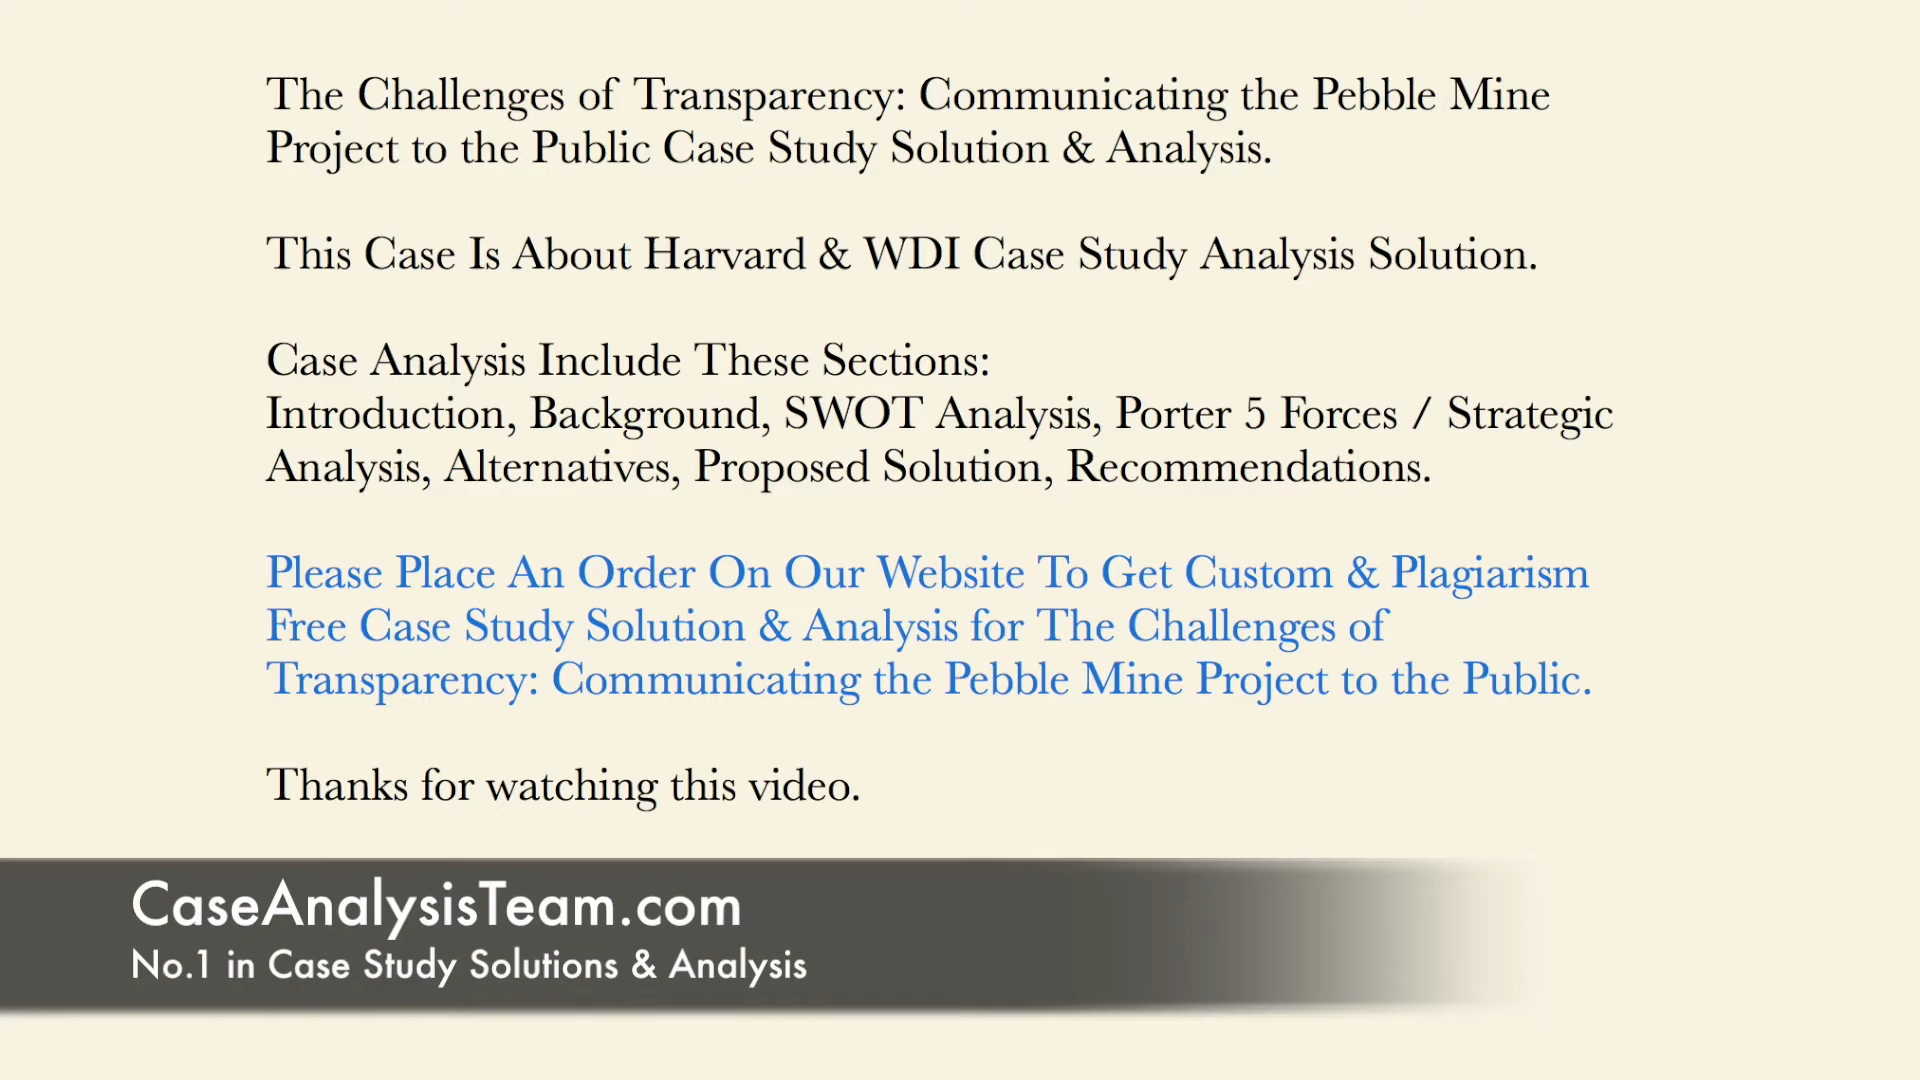 The Challenges of Transparency: Communicating the Pebble Mine
Project to the Public Case Study Solution & Analysis.
This Case Is About Harvard & WDI Case Study Analysis Solution.
Case Analysis Include These Sections:
Introduction, Background, SWOT Analysis, Porter 5 Forces / Strategic
Analysis, Alternatives, Proposed Solution, Recommendations.
Please Place An Order On Our Website To Get Custom & Plagiarism
Free Case Study Solution & Analysis for The Challenges of
Transparency: Communicating the Pebble Mine Project to the Public.
Thanks for watching this video.
CaseAnalysisTeam.com
No.1 in Case Study Solutions & Analysis